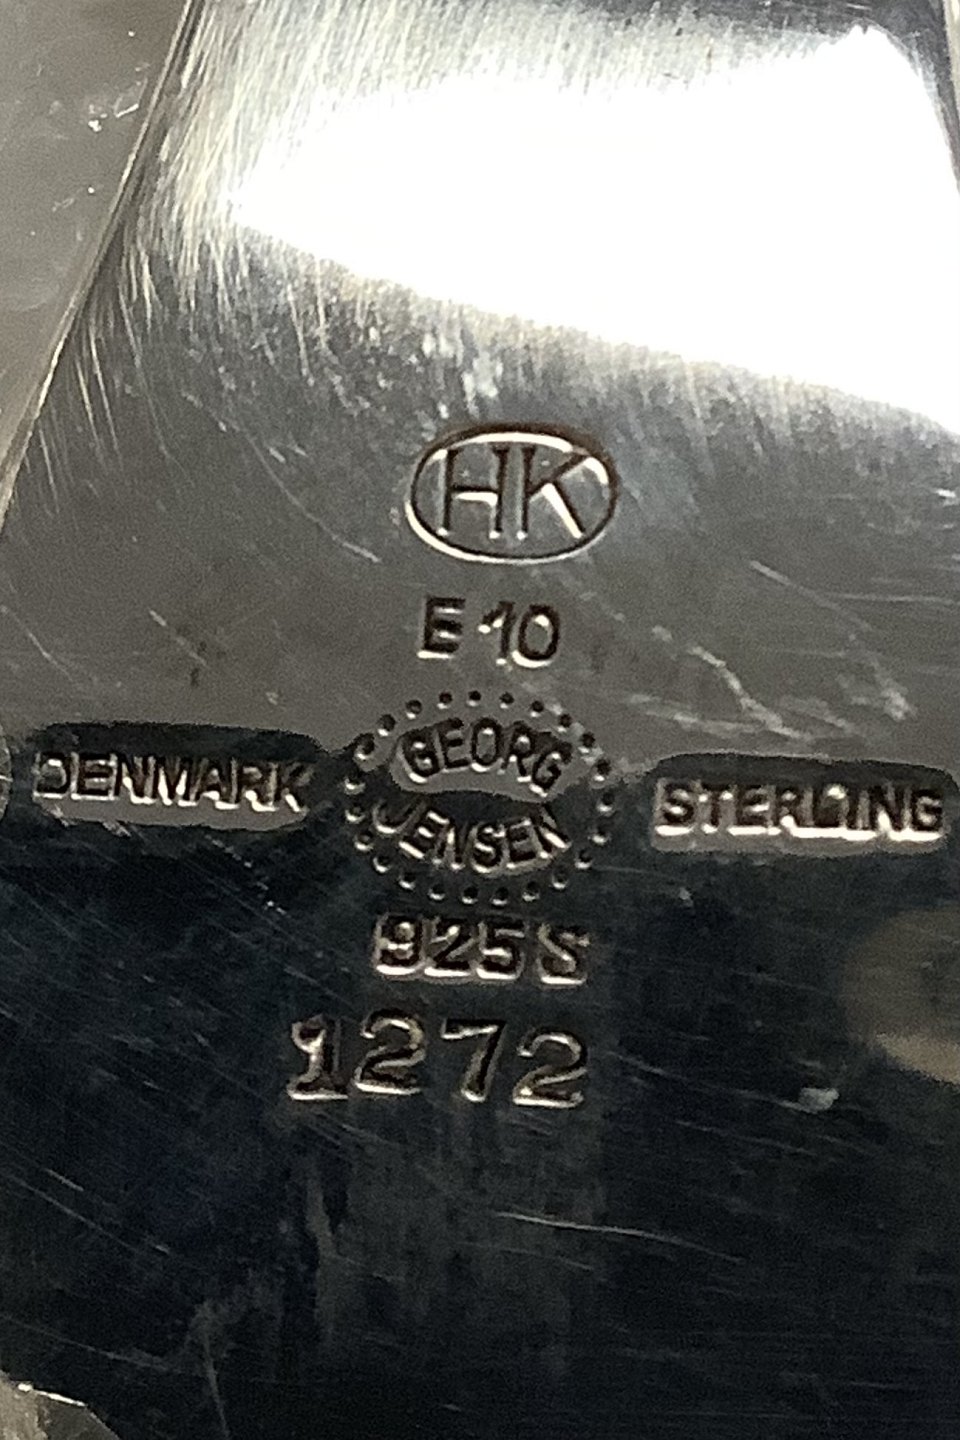 HK
E 10
DENMARK GEORG JENSEN STERLING
925 S
1272